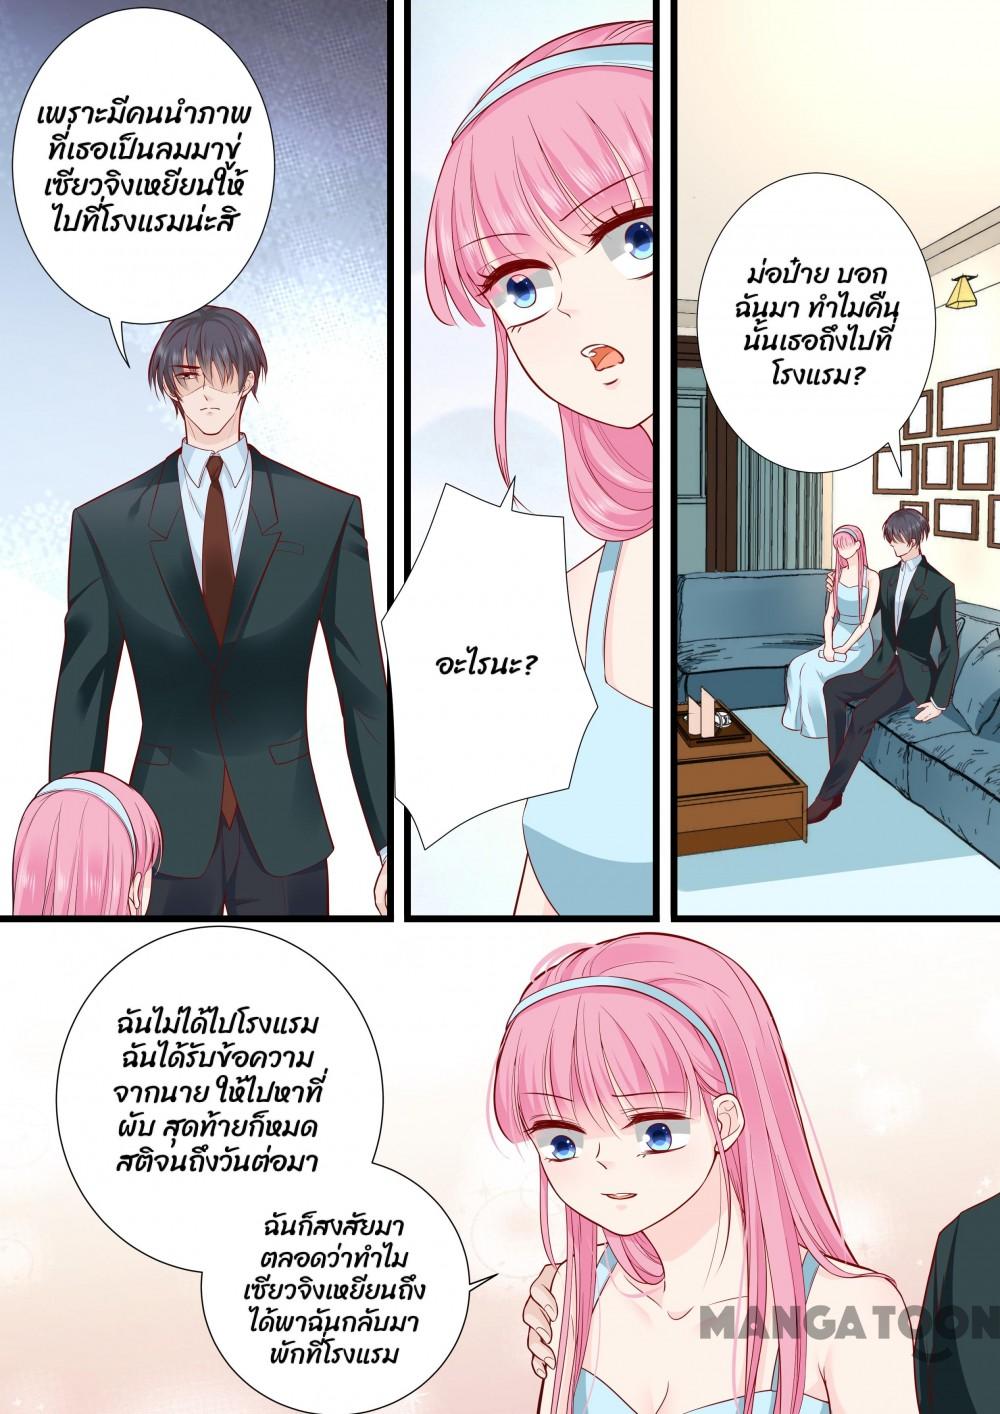 เพราะมีคนนำภาพ
ที่เธอเป็นลมมาขู่
เซียวจิงเหยียนให้
ไปที่โรงแรมน่ะสิ
อะไรนะ?
ม่อป๋าย บอก
ฉันมา ทำไมคืน
นั้นเธอถึงไปที่
โรงแรม?
ฉันไม่ได้ไปโรงแรม
ฉันได้รับข้อความ
จากนาย ให้ไปหาที่
ผับ สุดท้ายก็หมด
สติจนถึงวันต่อมา
ฉันก็สงสัยมา
ตลอดว่าทำไม
เซียวจิงเหยียนถึง
ได้พาฉันกลับมา
พักที่โรงแรม
MANGATOON